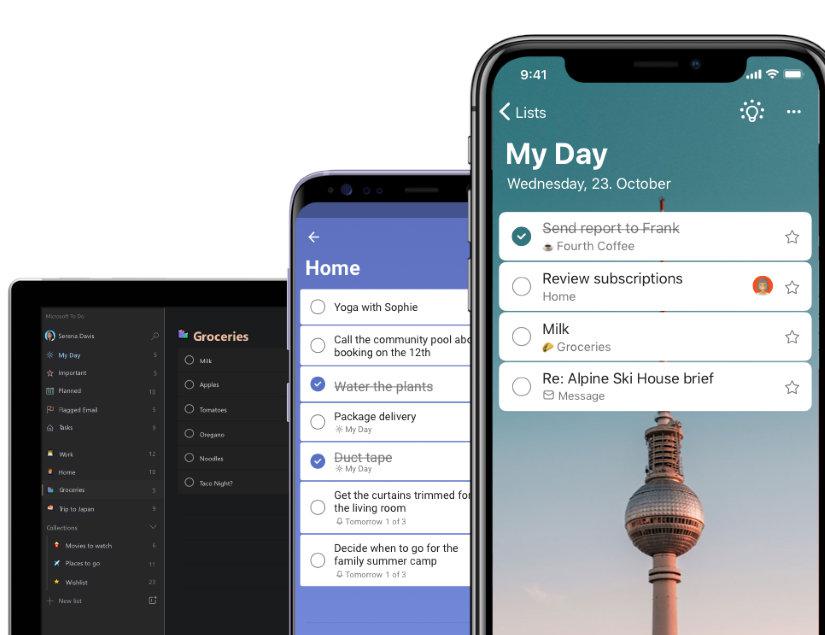 Microsoft To Do
Serena Davis
My Day 5
Important 5
Planned
Flagged Email 5
Tasks 9
Work 12
Home 10
Groceries 5
Trip to Japan 9
Collections
Movies to watch 6
Places to go 11
Wishlist 23
New list
Groceries
Milk
Apples
Tomatoes
Oregano
Noodles
Taco Night?
Home
Yoga with Sophie
Call the community pool abo
booking on the 12th
Water the plants
Package delivery
My Day
Duct tape
My Day
Get the curtains trimmed for
the living room
Tomorrow 1 of 3
Decide when to go for the
family summer camp
Tomorrow 1 of 3
9:41
Lists
My Day
Wednesday, 23. October
Send report to Frank
Fourth Coffee
Review subscriptions
Home
Milk
Groceries
Re: Alpine Ski House brief
Message